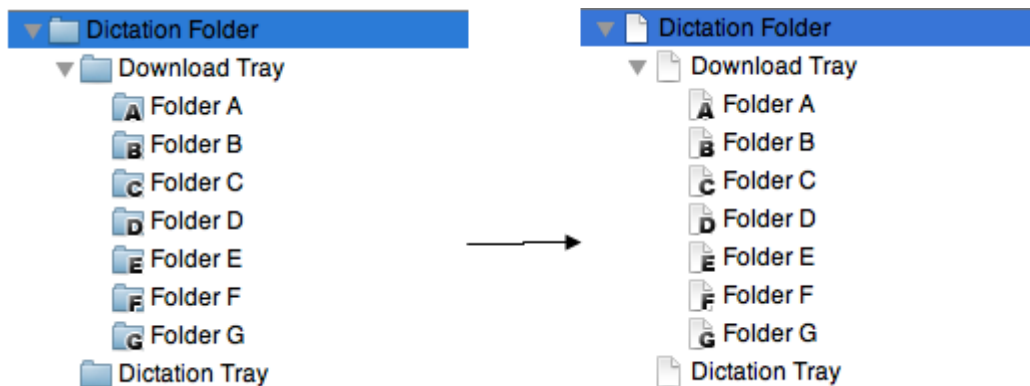 Dictation Folder
Download Tray
A Folder A
B Folder B
C Folder C
D Folder D
E Folder E
F Folder F
G Folder G
Dictation Tray
Dictation Folder
Download Tray
A Folder A
B Folder B
C Folder C
D Folder D
E Folder E
F Folder F
G Folder G
Dictation Tray